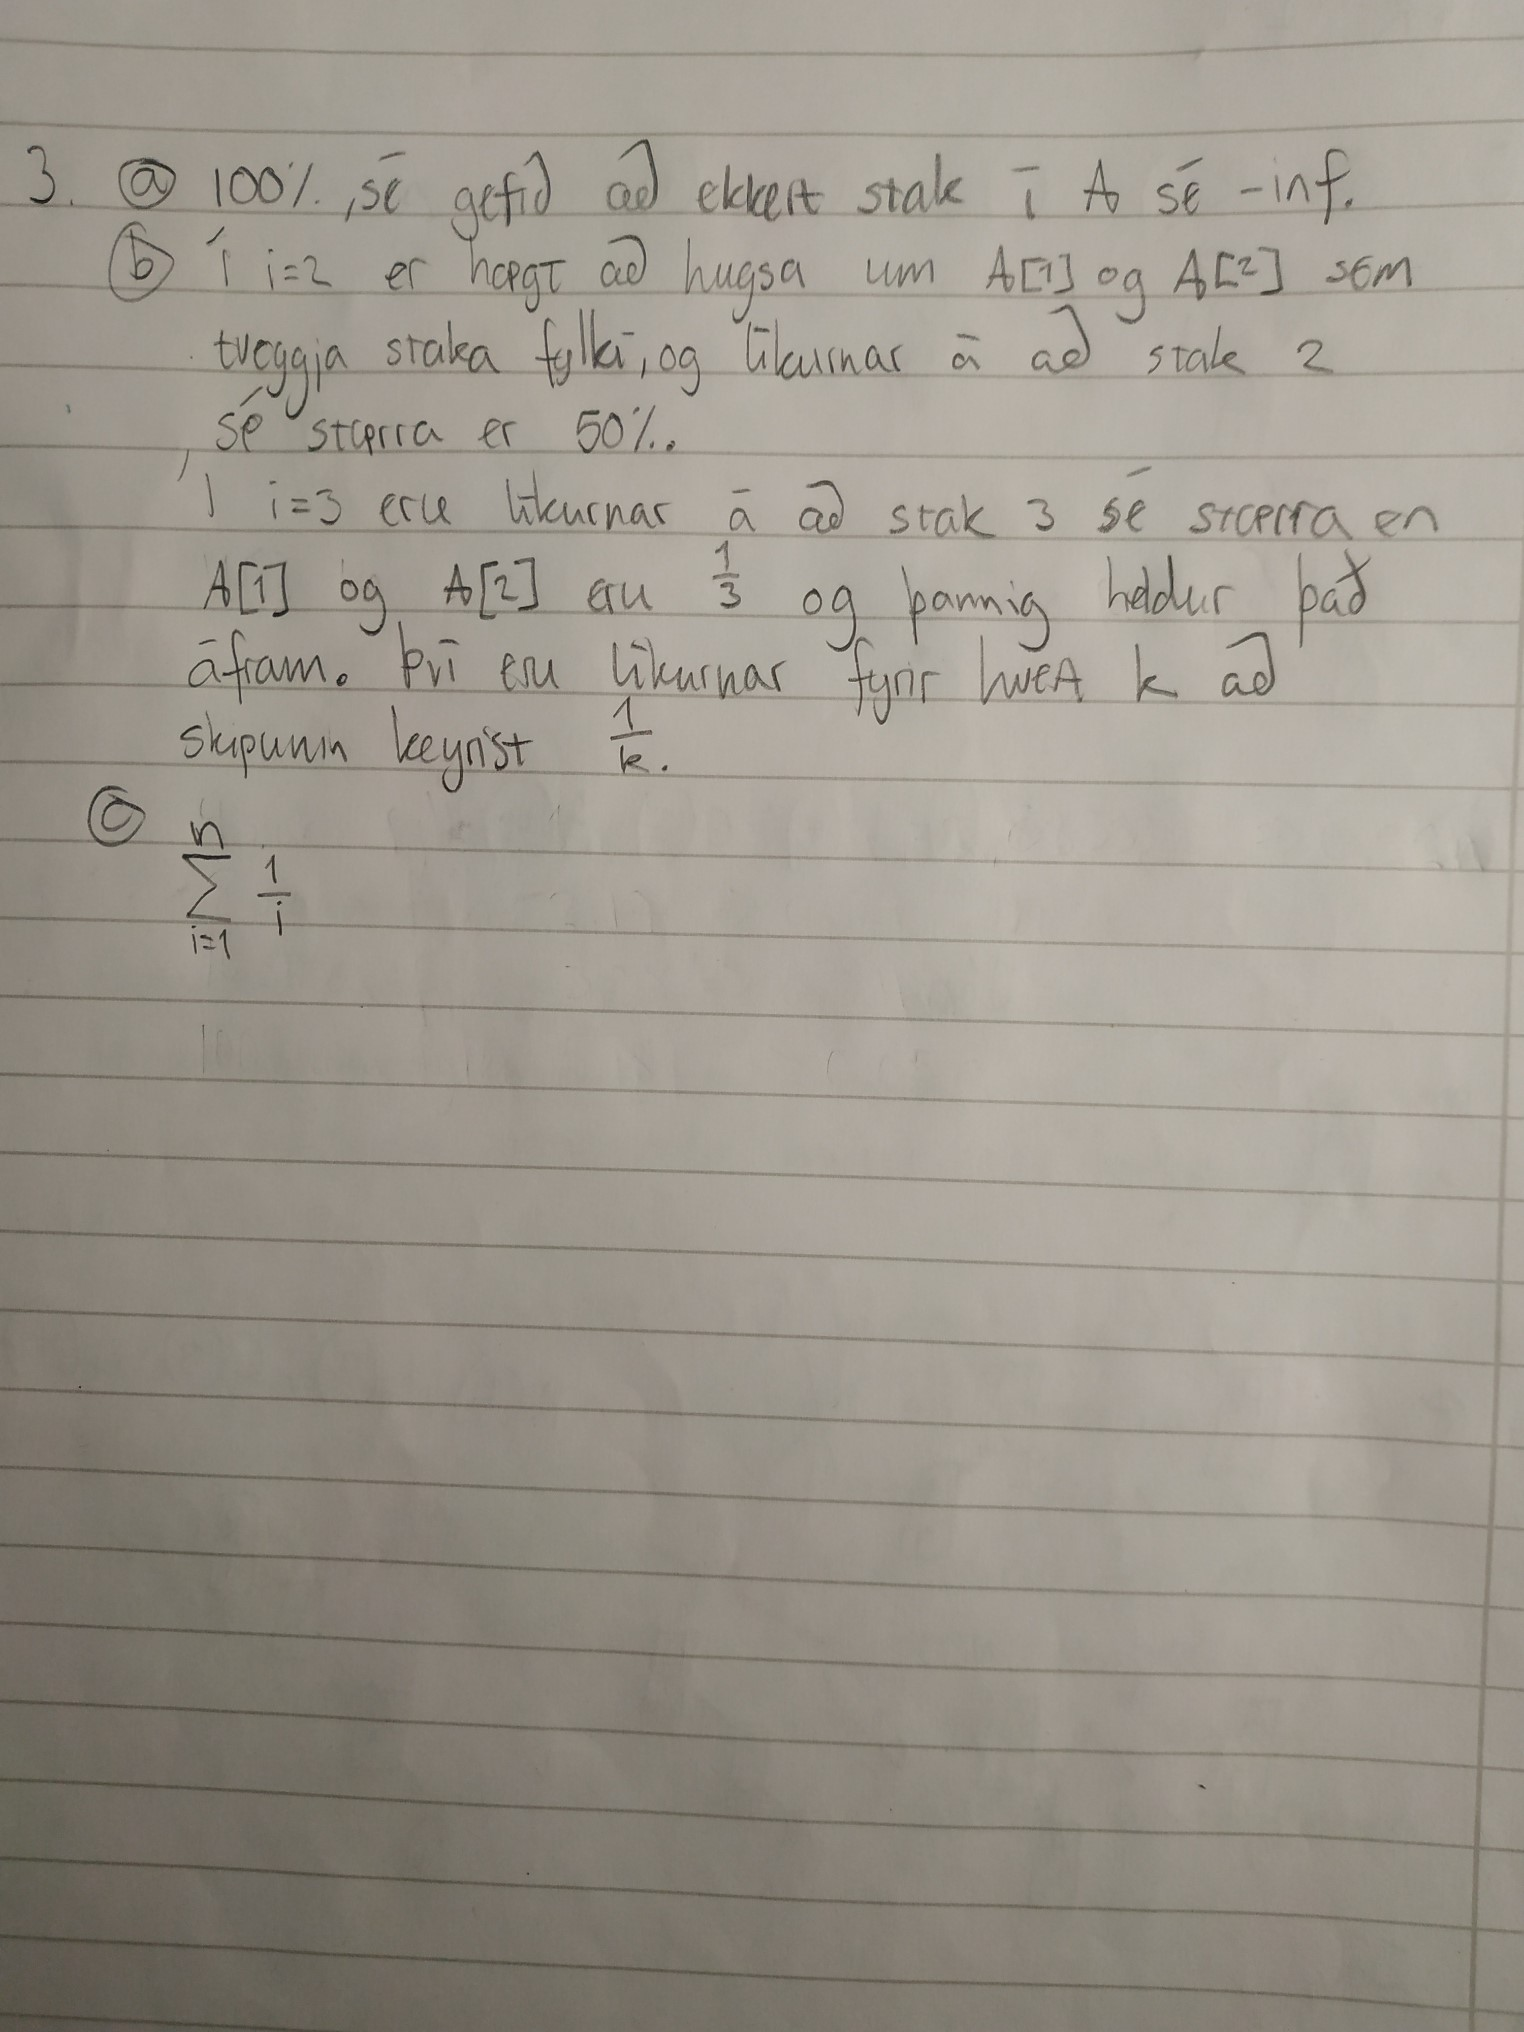 3. ⓐ 100%, sé gefið að ekkert stak í A sé -inf.
ⓑ Í i=2 er hægt að hugsa um A[1] og A[2] sem
tveggja staka fylki, og líkurnar á að stak 2
sé stærra er 50%.
Í i=3 eru líkurnar á að stak 3 sé stærra en
A[1] og A[2] eru 1/3 og þannig heldur það
áfram. Því eru líkurnar fyrir hvert k að
skipunin keyrist 1/k.
ⓒ n
Σ 1/i
i=1